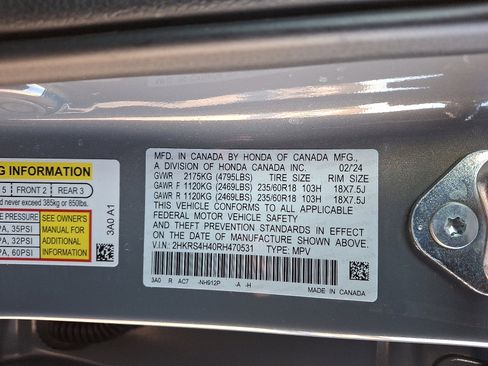 G INFORMATION
5 FRONT 2 REAR 3
d never exceed 385kg or 850lbs.
E PRESSURE SEE OWNER'S
PA, 35PSI MANUAL FOR
PA, 32PSI ADDITIONAL
PA, 60PSI INFORMATION
3A0 A1
MFD. IN CANADA BY HONDA OF CANADA MFG.,
A DIVISION OF HONDA CANADA INC. 02/24
GVWR 2175KG (4795LBS) TIRE SIZE RIM SIZE
GAWR F 1120KG (2469LBS) 235/60R18 103H 18X7.5J
GAWR R 1120KG (2469LBS) 235/60R18 103H 18X7.5J
THIS VEHICLE CONFORMS TO ALL APPLICABLE
FEDERAL MOTOR VEHICLE SAFETY
AND THEFT PREVENTION STANDARDS IN EFFECT
ON THE DATE OF MANUFACTURE SHOWN ABOVE.
V.I.N: 2HKRS4H40RH470531 TYPE: MPV
3A0 R AC7 -NH912P -A -H
MADE IN CANADA